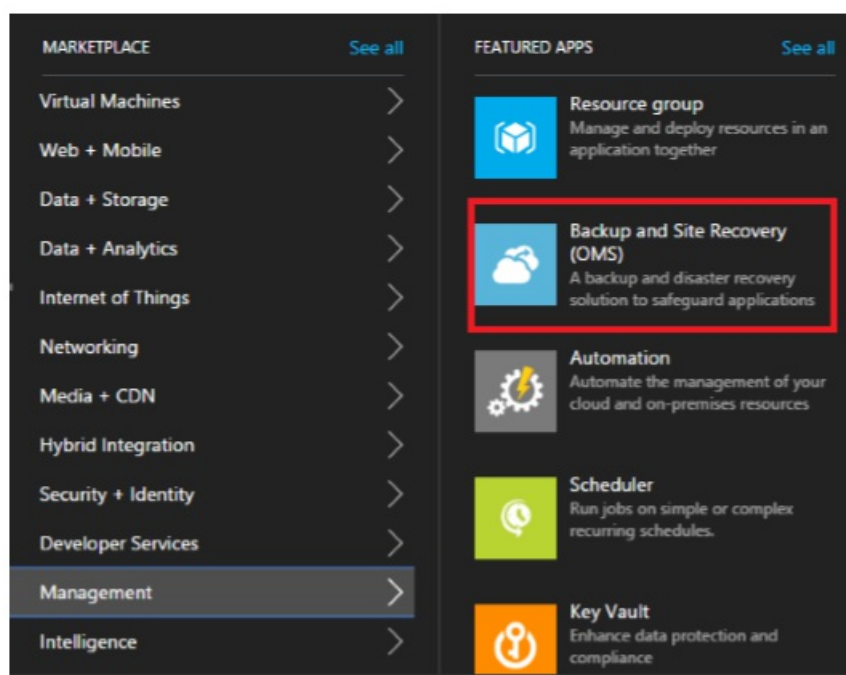 MARKETPLACE See all
Virtual Machines
Web + Mobile
Data + Storage
Data + Analytics
Internet of Things
Networking
Media + CDN
Hybrid Integration
Security + Identity
Developer Services
Management
Intelligence
FEATURED APPS See all
Resource group
Manage and deploy resources in an
application together
Backup and Site Recovery
(OMS)
A backup and disaster recovery
solution to safeguard applications
Automation
Automate the management of your
cloud and on-premises resources
Scheduler
Run jobs on simple or complex
recurring schedules.
Key Vault
Enhance data protection and
compliance